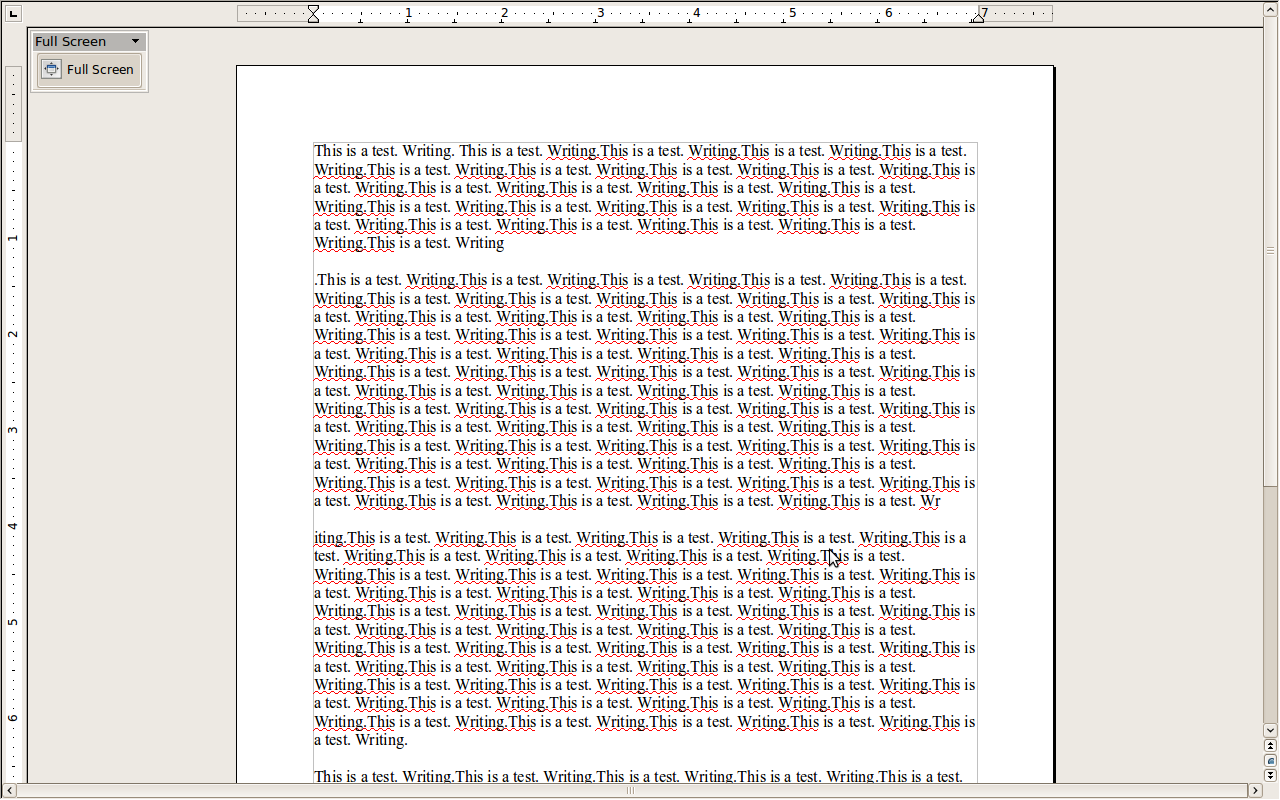 1 2 3 4 5 6 7
Full Screen
Full Screen
This is a test. Writing. This is a test. Writing.This is a test. Writing.This is a test. Writing.This is a test.
Writing.This is a test. Writing.This is a test. Writing.This is a test. Writing.This is a test. Writing.This is
a test. Writing.This is a test. Writing.This is a test. Writing.This is a test. Writing.This is a test.
Writing.This is a test. Writing.This is a test. Writing.This is a test. Writing.This is a test. Writing.This is
a test. Writing.This is a test. Writing.This is a test. Writing.This is a test. Writing.This is a test.
Writing.This is a test. Writing
.This is a test. Writing.This is a test. Writing.This is a test. Writing.This is a test. Writing.This is a test.
Writing.This is a test. Writing.This is a test. Writing.This is a test. Writing.This is a test. Writing.This is
a test. Writing.This is a test. Writing.This is a test. Writing.This is a test. Writing.This is a test.
Writing.This is a test. Writing.This is a test. Writing.This is a test. Writing.This is a test. Writing.This is
a test. Writing.This is a test. Writing.This is a test. Writing.This is a test. Writing.This is a test.
Writing.This is a test. Writing.This is a test. Writing.This is a test. Writing.This is a test. Writing.This is
a test. Writing.This is a test. Writing.This is a test. Writing.This is a test. Writing.This is a test.
Writing.This is a test. Writing.This is a test. Writing.This is a test. Writing.This is a test. Writing.This is
a test. Writing.This is a test. Writing.This is a test. Writing.This is a test. Writing.This is a test.
Writing.This is a test. Writing.This is a test. Writing.This is a test. Writing.This is a test. Writing.This is
a test. Writing.This is a test. Writing.This is a test. Writing.This is a test. Writing.This is a test.
Writing.This is a test. Writing.This is a test. Writing.This is a test. Writing.This is a test. Writing.This is
a test. Writing.This is a test. Writing.This is a test. Writing.This is a test. Writing.This is a test. Wr
iting.This is a test. Writing.This is a test. Writing.This is a test. Writing.This is a test. Writing.This is a
test. Writing.This is a test. Writing.This is a test. Writing.This is a test. Writing.This is a test.
Writing.This is a test. Writing.This is a test. Writing.This is a test. Writing.This is a test. Writing.This is
a test. Writing.This is a test. Writing.This is a test. Writing.This is a test. Writing.This is a test.
Writing.This is a test. Writing.This is a test. Writing.This is a test. Writing.This is a test. Writing.This is
a test. Writing.This is a test. Writing.This is a test. Writing.This is a test. Writing.This is a test.
Writing.This is a test. Writing.This is a test. Writing.This is a test. Writing.This is a test. Writing.This is
a test. Writing.This is a test. Writing.This is a test. Writing.This is a test. Writing.This is a test.
Writing.This is a test. Writing.This is a test. Writing.This is a test. Writing.This is a test. Writing.This is
a test. Writing.This is a test. Writing.This is a test. Writing.This is a test. Writing.This is a test.
Writing.This is a test. Writing.This is a test. Writing.This is a test. Writing.This is a test. Writing.This is
a test. Writing.
This is a test. Writing.This is a test. Writing.This is a test. Writing.This is a test. Writing.This is a test.
1
2
3
4
5
6